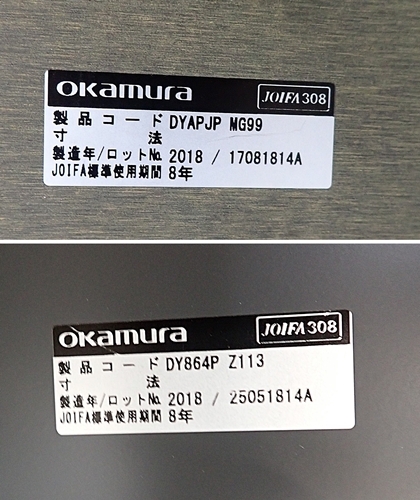 okamura JOIFA308
製品コード DYAPJP MG99
寸法
製造年/ロット№ 2018 / 17081814A
JOIFA標準使用期間 8年
okamura JOIFA308
製品コード DY864P Z113
寸法
製造年/ロット№ 2018 / 25051814A
JOIFA標準使用期間 8年